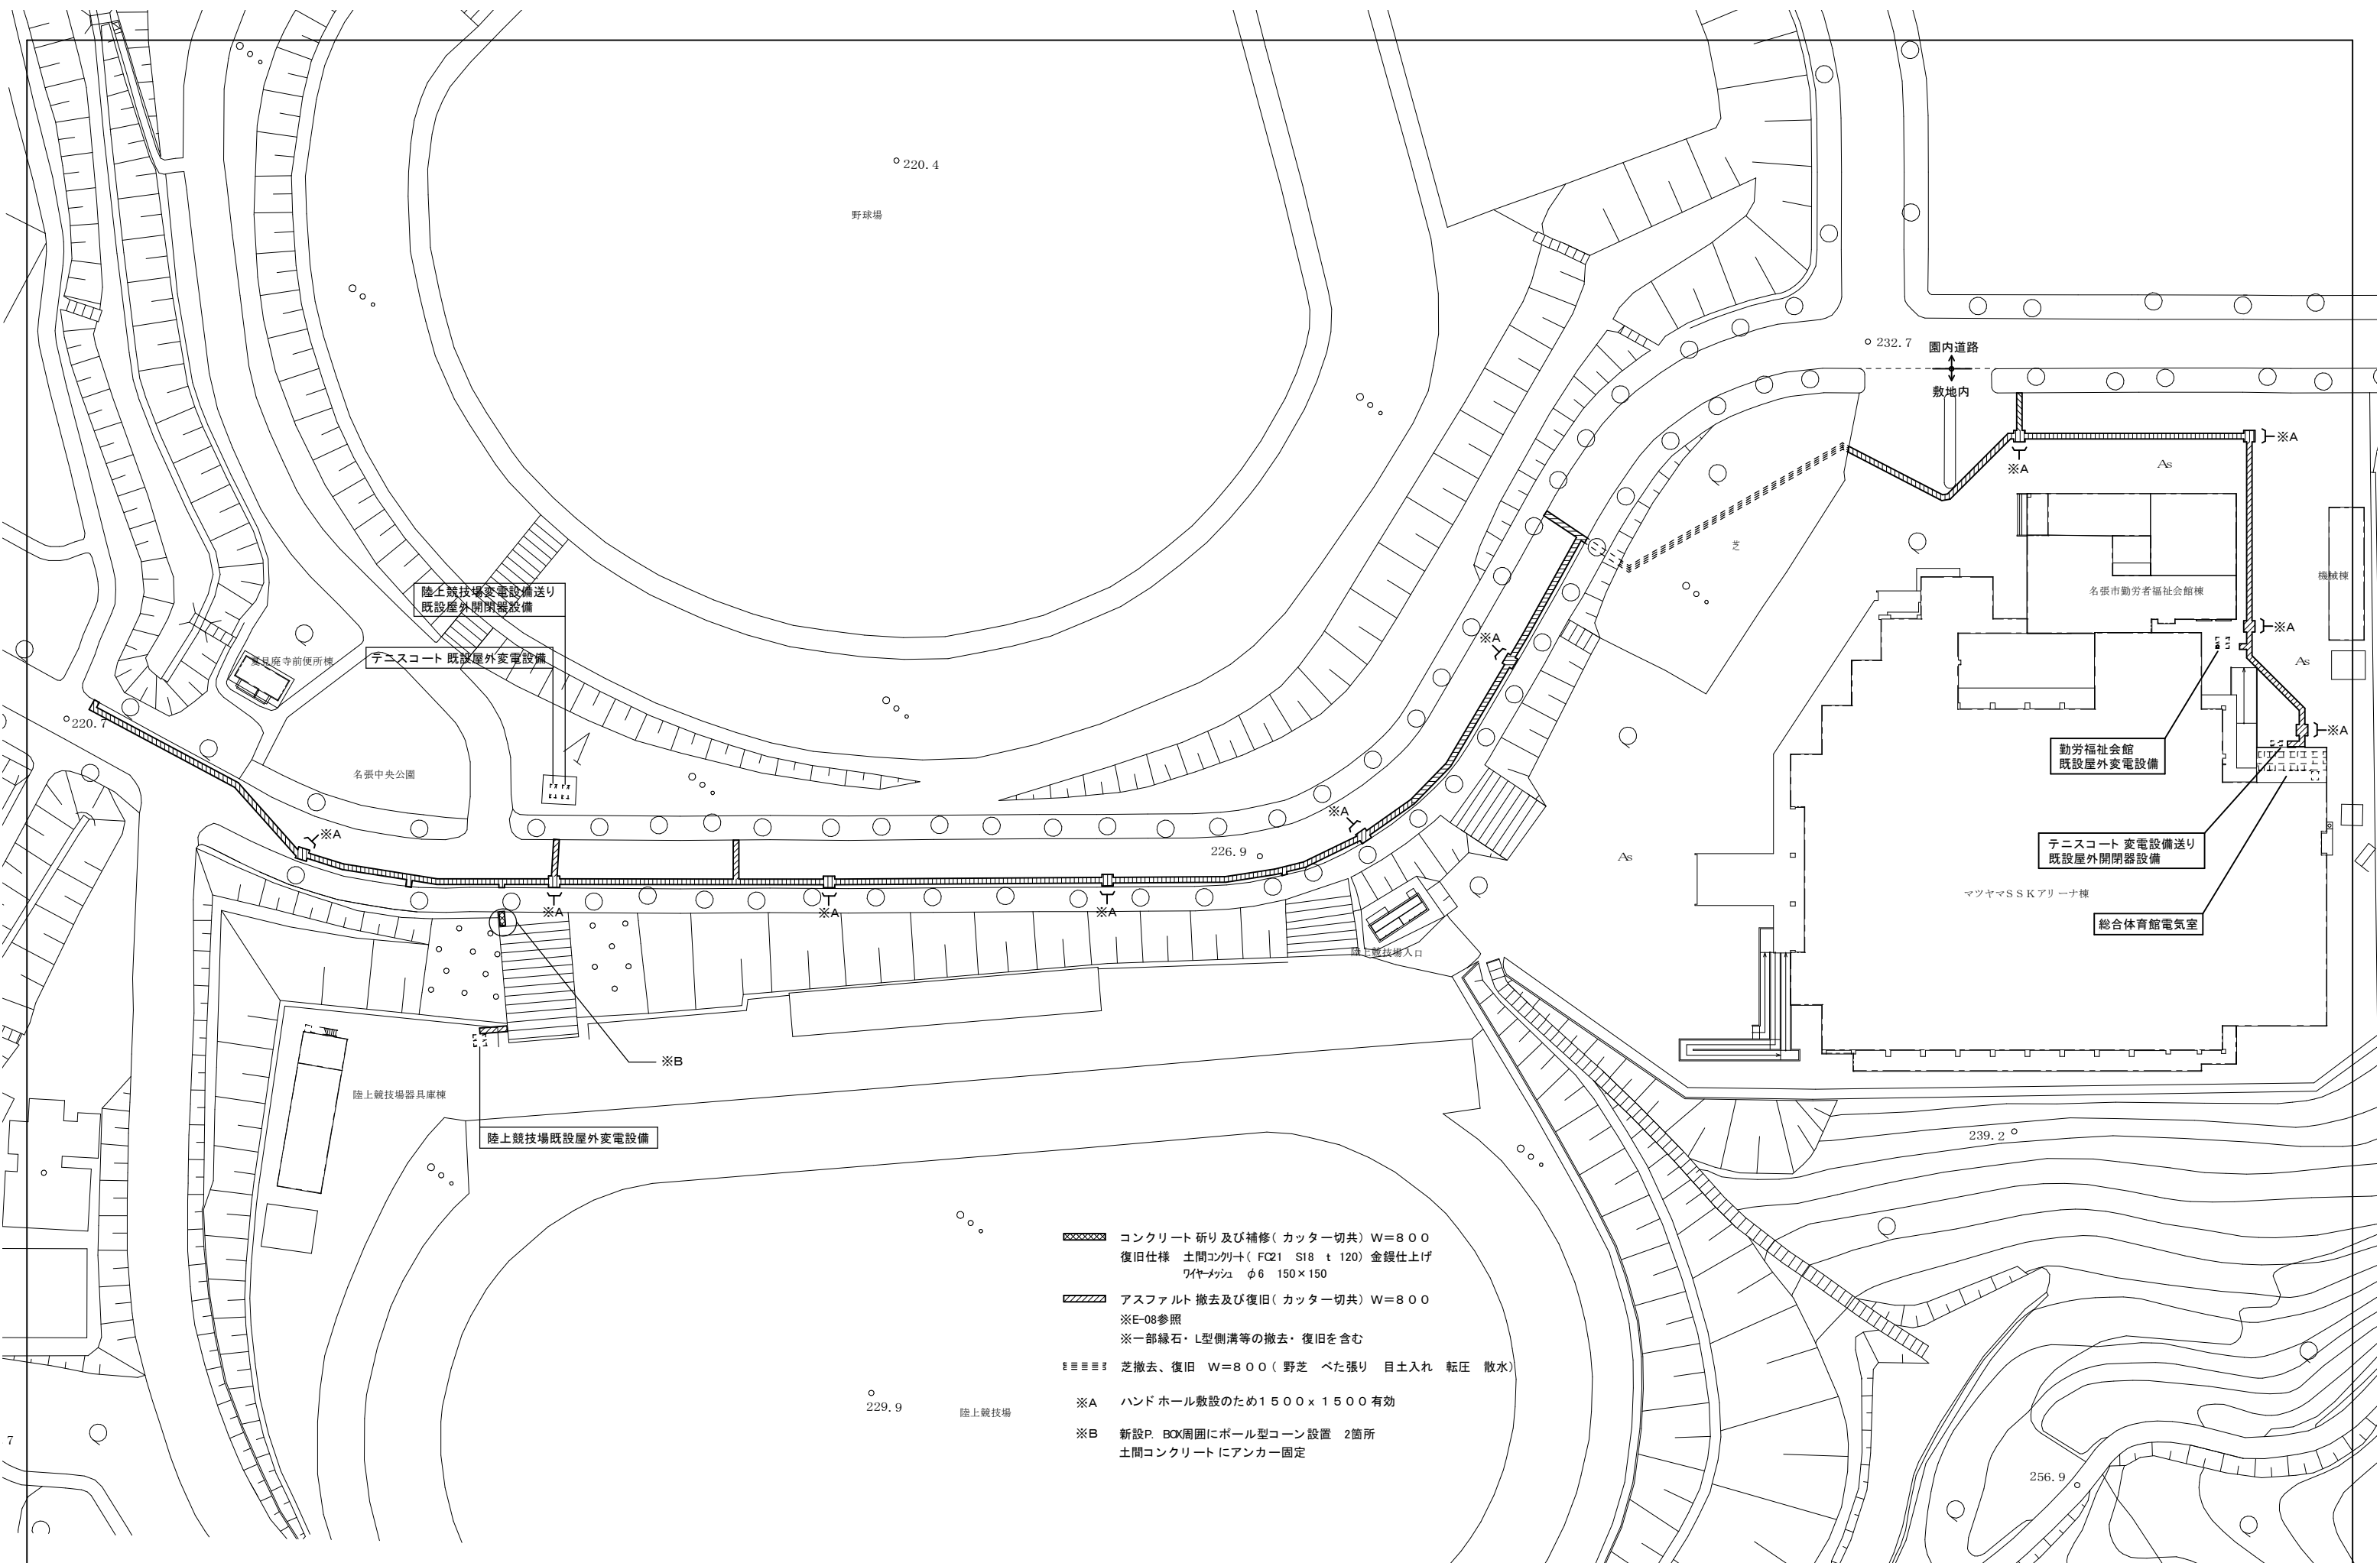 220.4
野球場
232.7
園内道路
敷地内
※A
※A
As
芝
機械棟
名張市勤労者福祉会館棟
陸上競技場変電設備送り
既設屋外開閉器設備
テニスコート既設屋外変電設備
夏見廃寺前便所棟
※A
※A
As
220.7
※A
勤労福祉会館
既設屋外変電設備
名張中央公園
※A
※A
226.9
As
テニスコート変電設備送り
既設屋外開閉器設備
マツヤマSSKアリーナ棟
総合体育館電気室
※A
※A
※A
陸上競技場入口
※B
陸上競技場器具庫棟
陸上競技場既設屋外変電設備
239.2
コンクリート斫り及び補修(カッター切共)W=800
復旧仕様 土間コンクリート(FC21 S18 t 120)金鏝仕上げ
ワイヤーメッシュ φ6 150×150
アスファルト撤去及び復旧(カッター切共)W=800
※E-08参照
※一部縁石・L型側溝等の撤去・復旧を含む
芝撤去、復旧 W=800(野芝 べた張り 目土入れ 転圧 散水)
※A ハンドホール敷設のため1500x1500有効
※B 新設P.BOX周囲にポール型コーン設置 2箇所
土間コンクリートにアンカー固定
229.9
陸上競技場
7
256.9